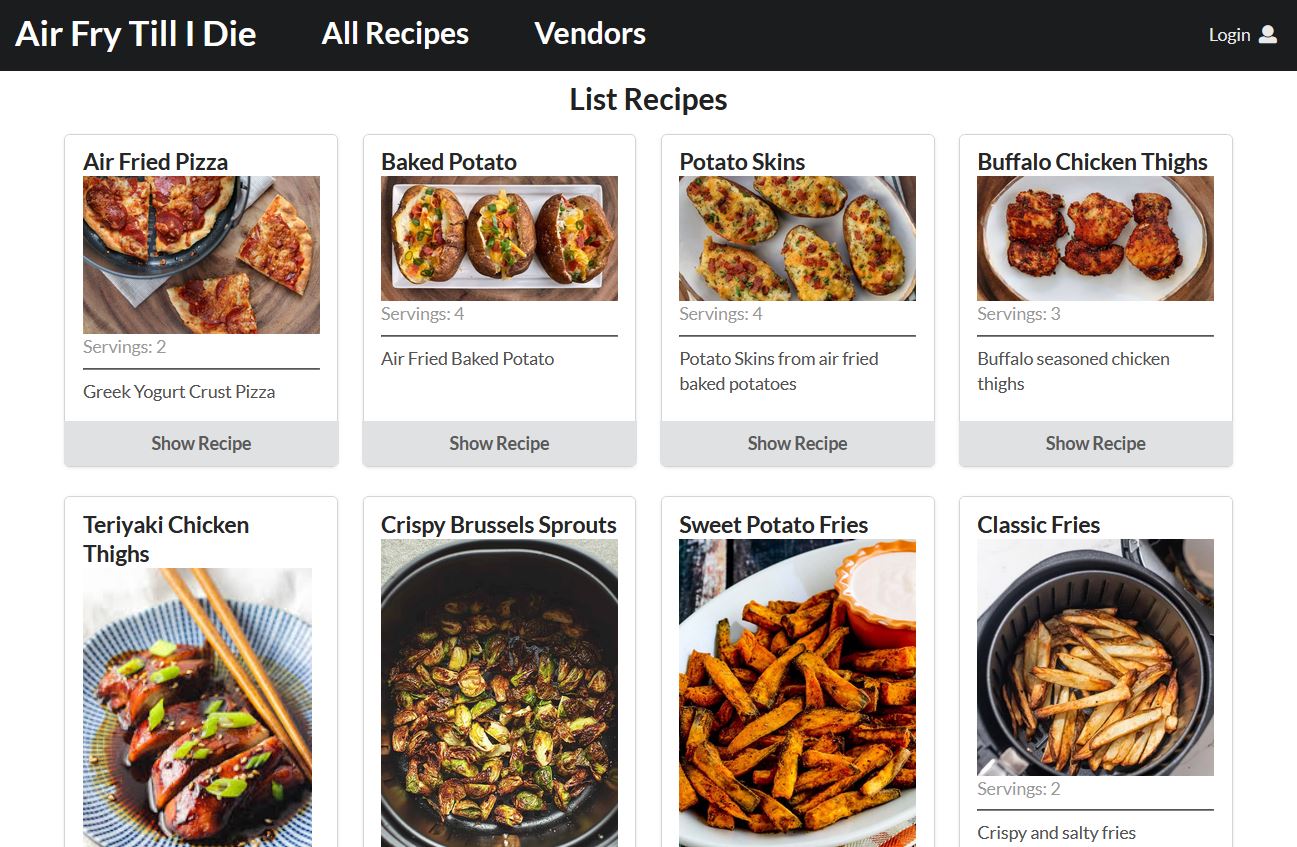 Air Fry Till I Die
All Recipes
Vendors
Login
List Recipes
Air Fried Pizza
Servings: 2
Greek Yogurt Crust Pizza
Show Recipe
Baked Potato
Servings: 4
Air Fried Baked Potato
Show Recipe
Potato Skins
Servings: 4
Potato Skins from air fried
baked potatoes
Show Recipe
Buffalo Chicken Thighs
Servings: 3
Buffalo seasoned chicken
thighs
Show Recipe
Teriyaki Chicken
Thighs
Crispy Brussels Sprouts
Sweet Potato Fries
Classic Fries
Servings: 2
Crispy and salty fries